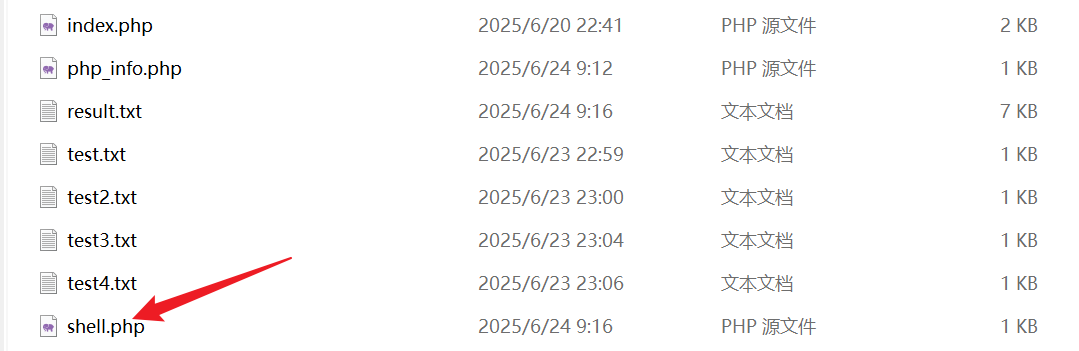 index.php 2025/6/20 22:41 PHP 源文件 2 KB
php_info.php 2025/6/24 9:12 PHP 源文件 1 KB
result.txt 2025/6/24 9:16 文本文档 7 KB
test.txt 2025/6/23 22:59 文本文档 1 KB
test2.txt 2025/6/23 23:00 文本文档 1 KB
test3.txt 2025/6/23 23:04 文本文档 1 KB
test4.txt 2025/6/23 23:06 文本文档 1 KB
shell.php 2025/6/24 9:16 PHP 源文件 1 KB